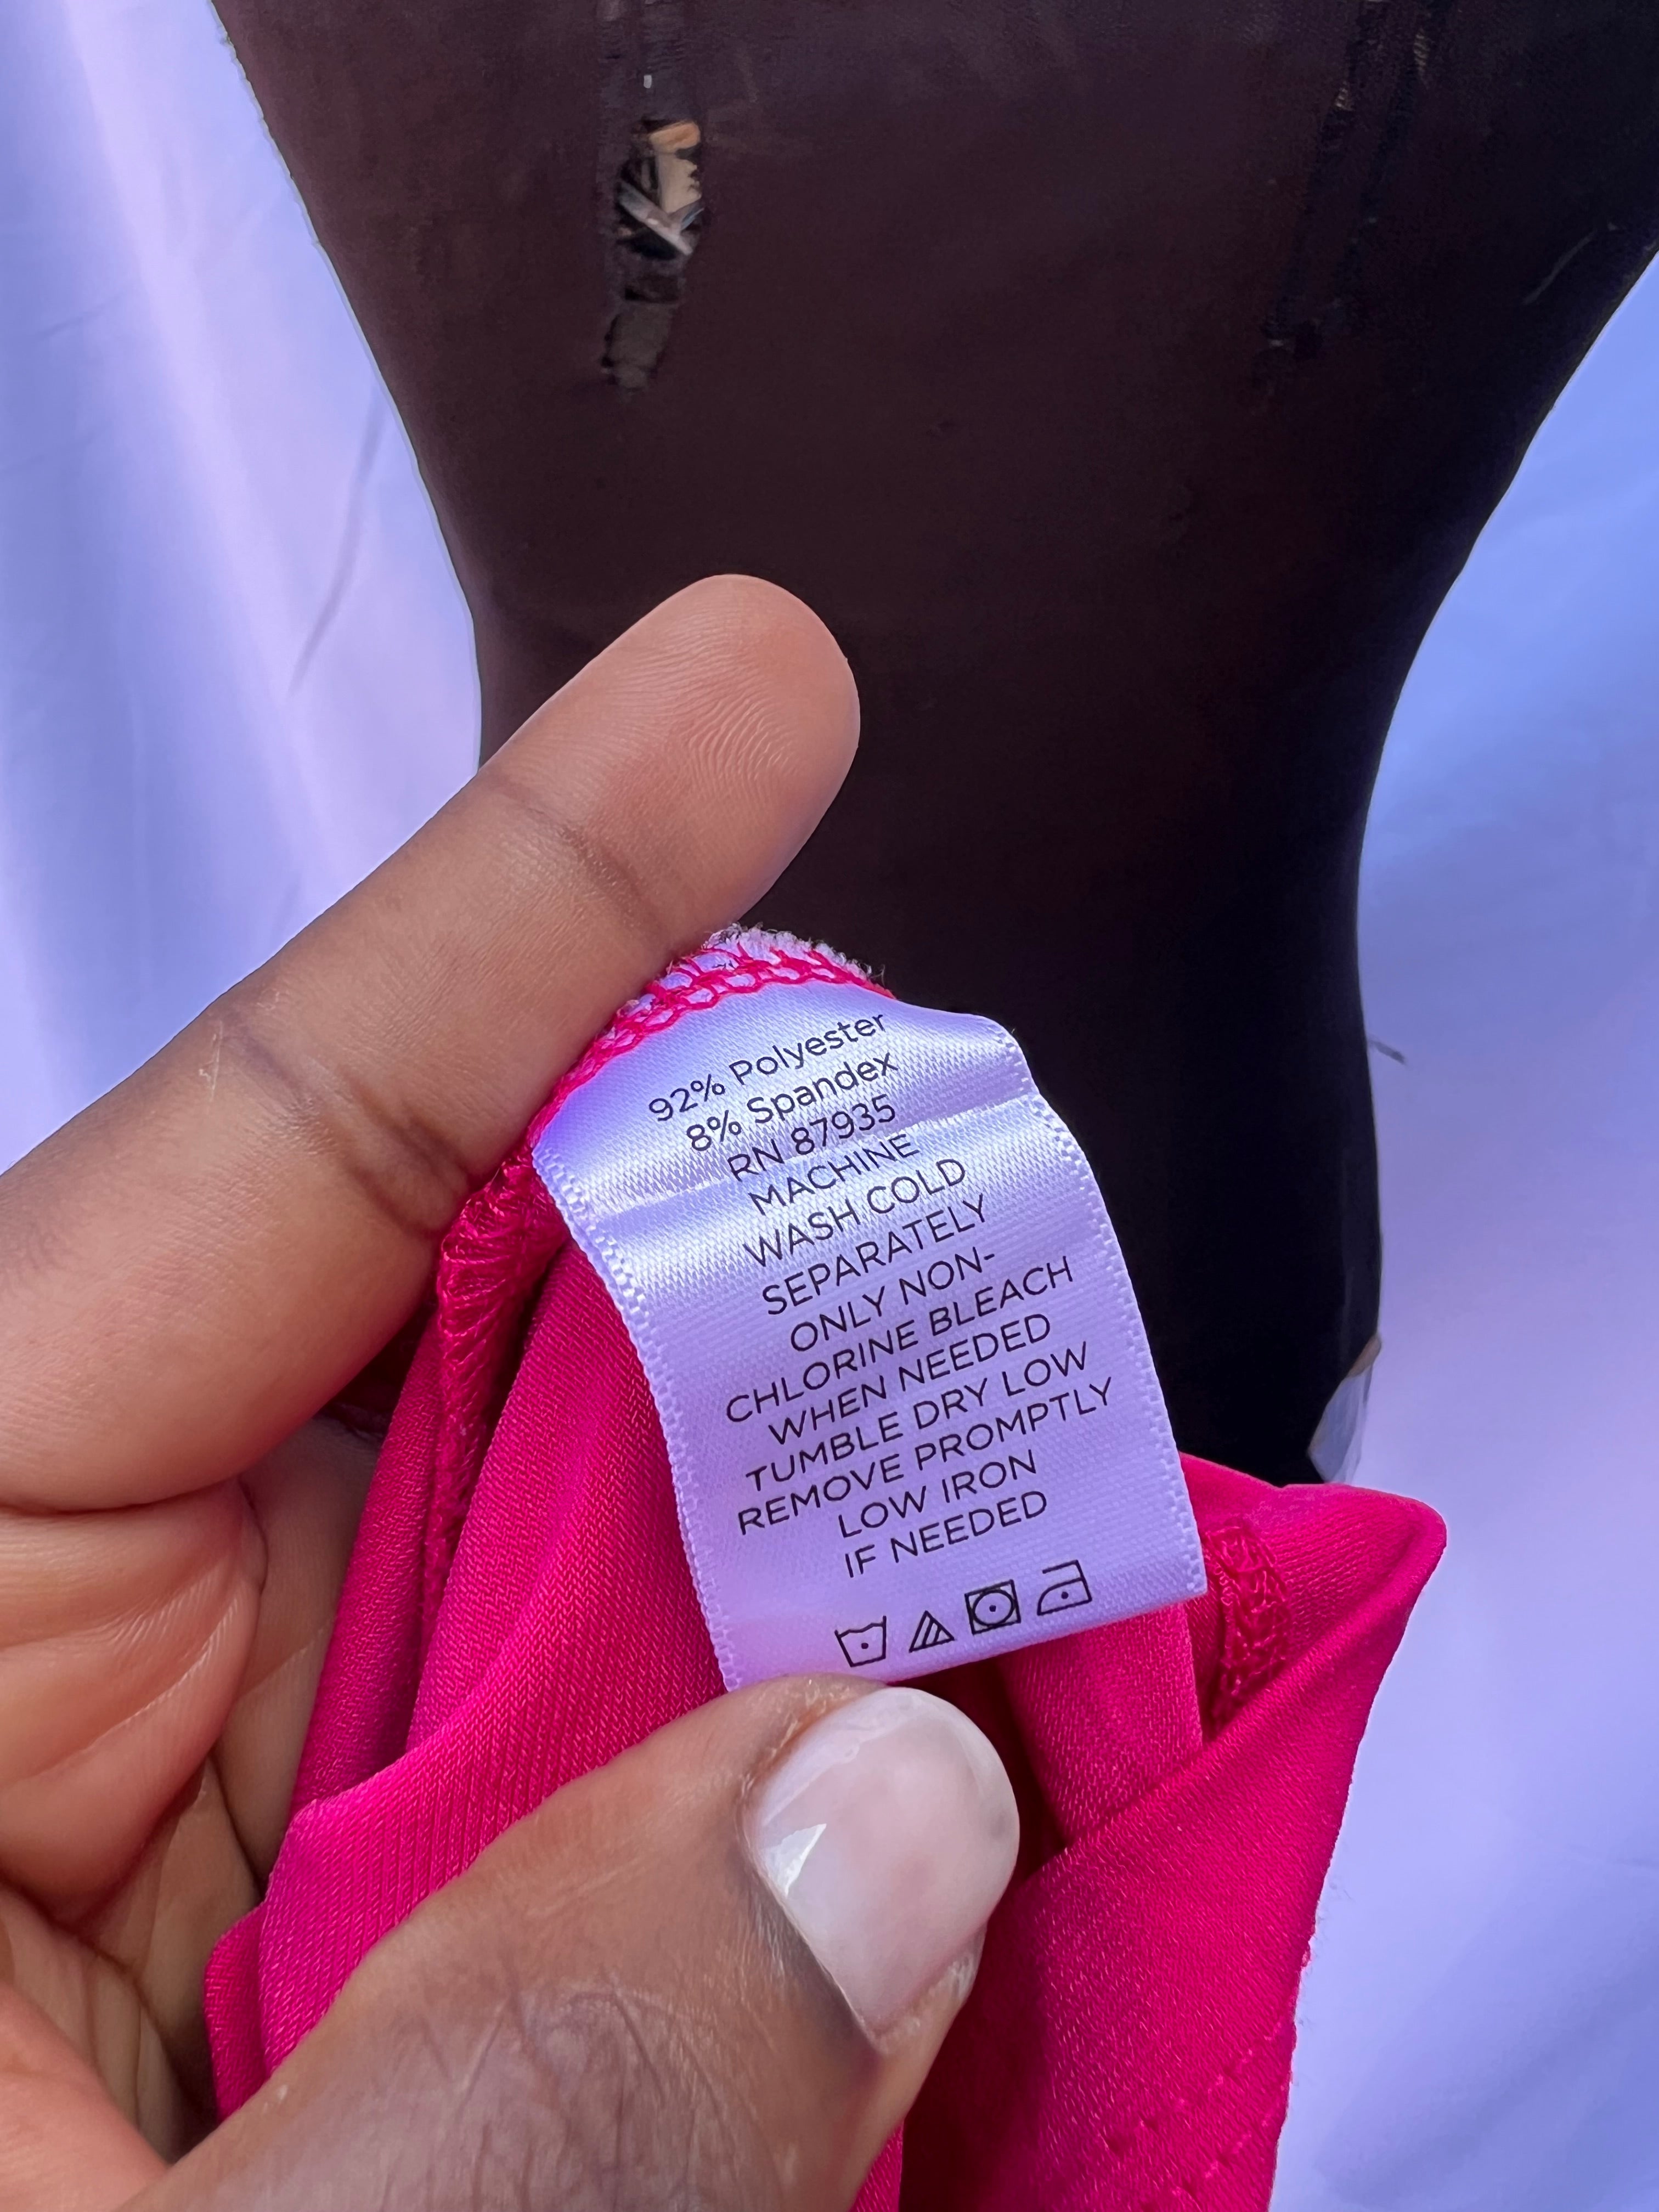 92% Polyester
8% Spandex
RN 87935
MACHINE
WASH COLD
SEPARATELY
ONLY NON-
CHLORINE BLEACH
WHEN NEEDED
TUMBLE DRY LOW
REMOVE PROMPTLY
LOW IRON
IF NEEDED